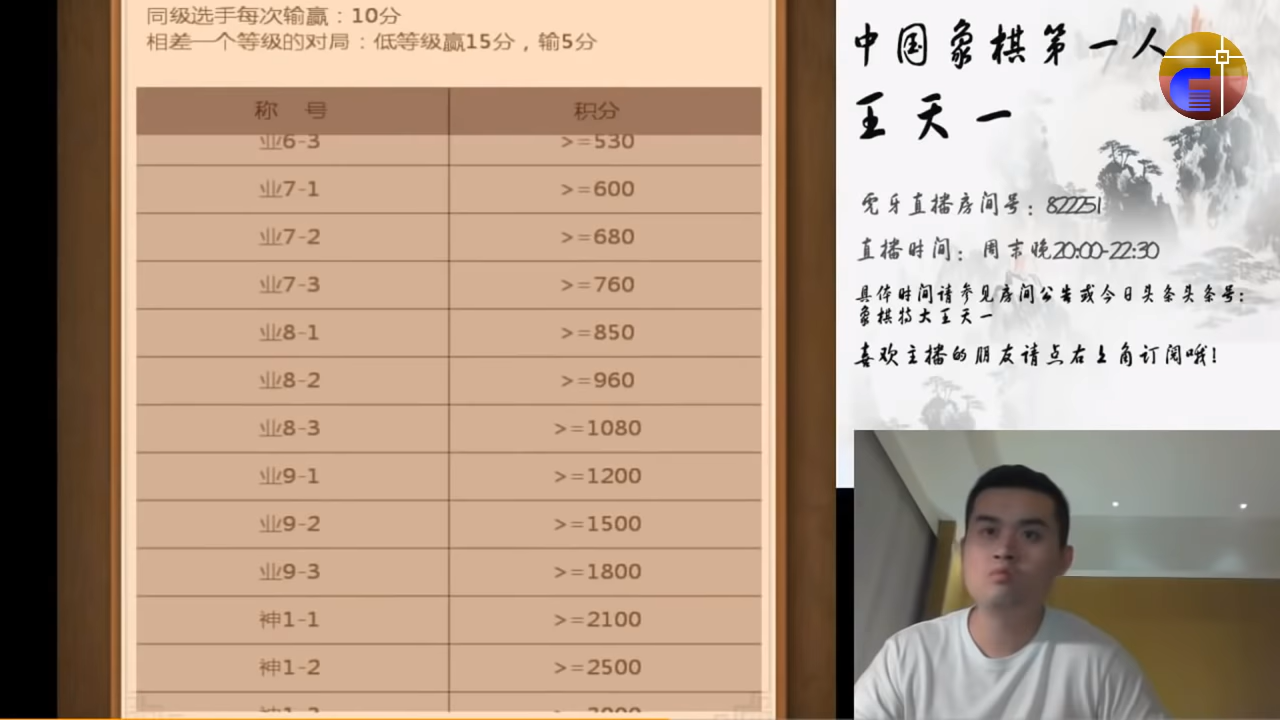 同级选手每次输赢：10分
相差一个等级的对局：低等级赢15分，输5分
称 号 积分
业6-3 >=530
业7-1 >=600
业7-2 >=680
业7-3 >=760
业8-1 >=850
业8-2 >=960
业8-3 >=1080
业9-1 >=1200
业9-2 >=1500
业9-3 >=1800
神1-1 >=2100
神1-2 >=2500
中国象棋第一人
王天一
虎牙直播房间号：822251
直播时间：周末晚20:00-22:30
具体时间请参见房间公告或今日头条头条号：
象棋特大王天一
喜欢主播的朋友请点右上角订阅哦！